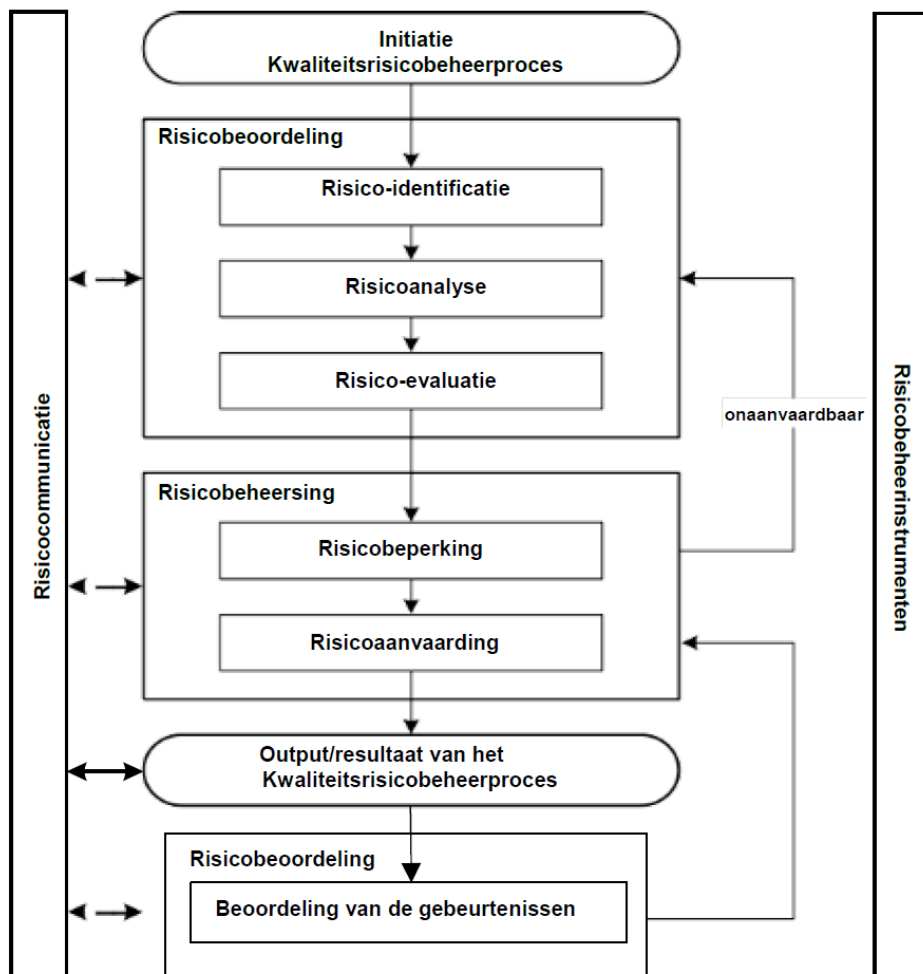 Initiatie
Kwaliteitsrisicobeheerproces
Risicobeoordeling
Risico-identificatie
Risicoanalyse
Risico-evaluatie
onaanvaardbaar
Risicobeheersing
Risicobeperking
Risicoaanvaarding
Output/resultaat van het
Kwaliteitsrisicobeheerproces
Risicobeoordeling
Beoordeling van de gebeurtenissen
Risicocommunicatie
Risicobeheerinstrumenten